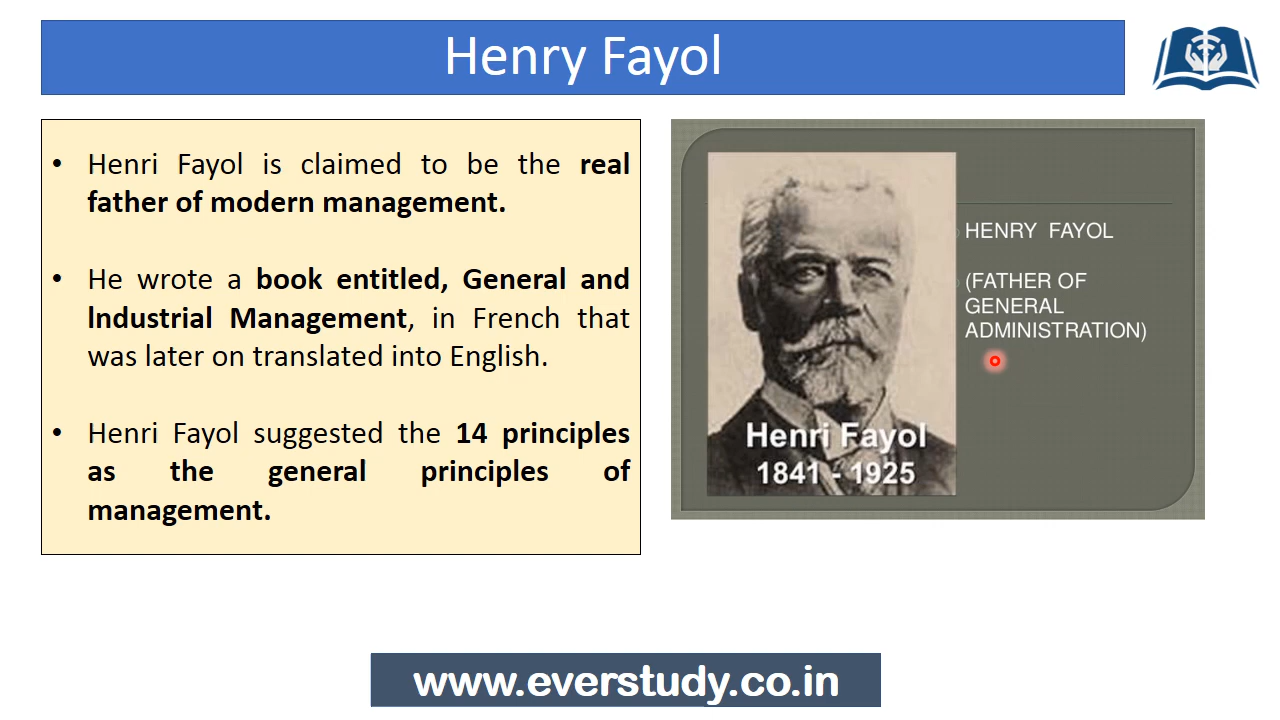 Henry Fayol
• Henri Fayol is claimed to be the real
father of modern management.
• He wrote a book entitled, General and
Industrial Management, in French that
was later on translated into English.
• Henri Fayol suggested the 14 principles
as the general principles of
management.
HENRY FAYOL
(FATHER OF
GENERAL
ADMINISTRATION)
Henri Fayol
1841 - 1925
www.everstudy.co.in